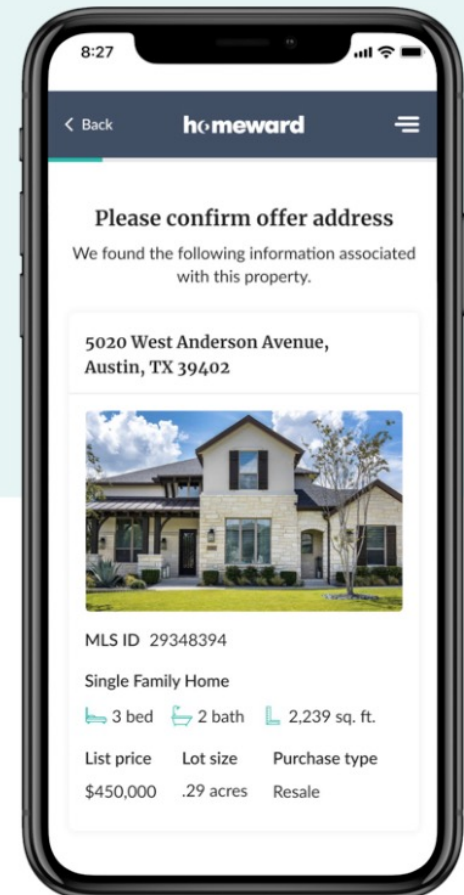 8:27
Back
homeward
Please confirm offer address
We found the following information associated
with this property.
5020 West Anderson Avenue,
Austin, TX 39402
MLS ID 29348394
Single Family Home
3 bed 2 bath 2,239 sq. ft.
List price Lot size Purchase type
$450,000 .29 acres Resale